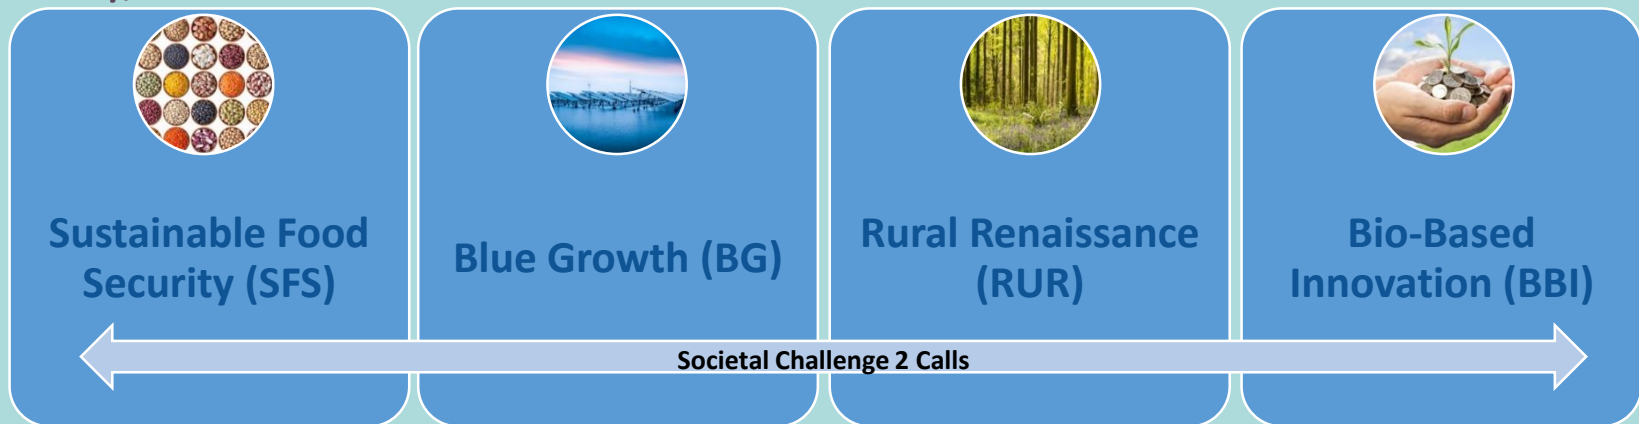 Sustainable Food
Security (SFS)
Blue Growth (BG)
Rural Renaissance
(RUR)
Bio-Based
Innovation (BBI)
Societal Challenge 2 Calls